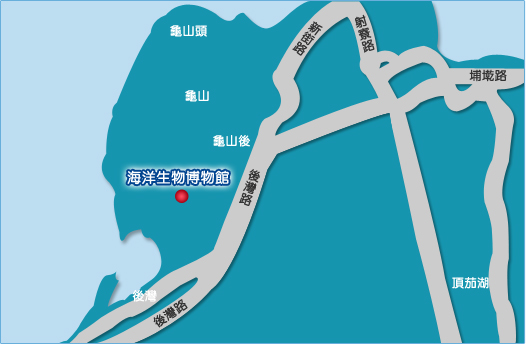 龜山頭
新街路
射寮路
埔墘路
龜山
龜山後
海洋生物博物館
後灣路
後灣
後灣路
頂茄湖